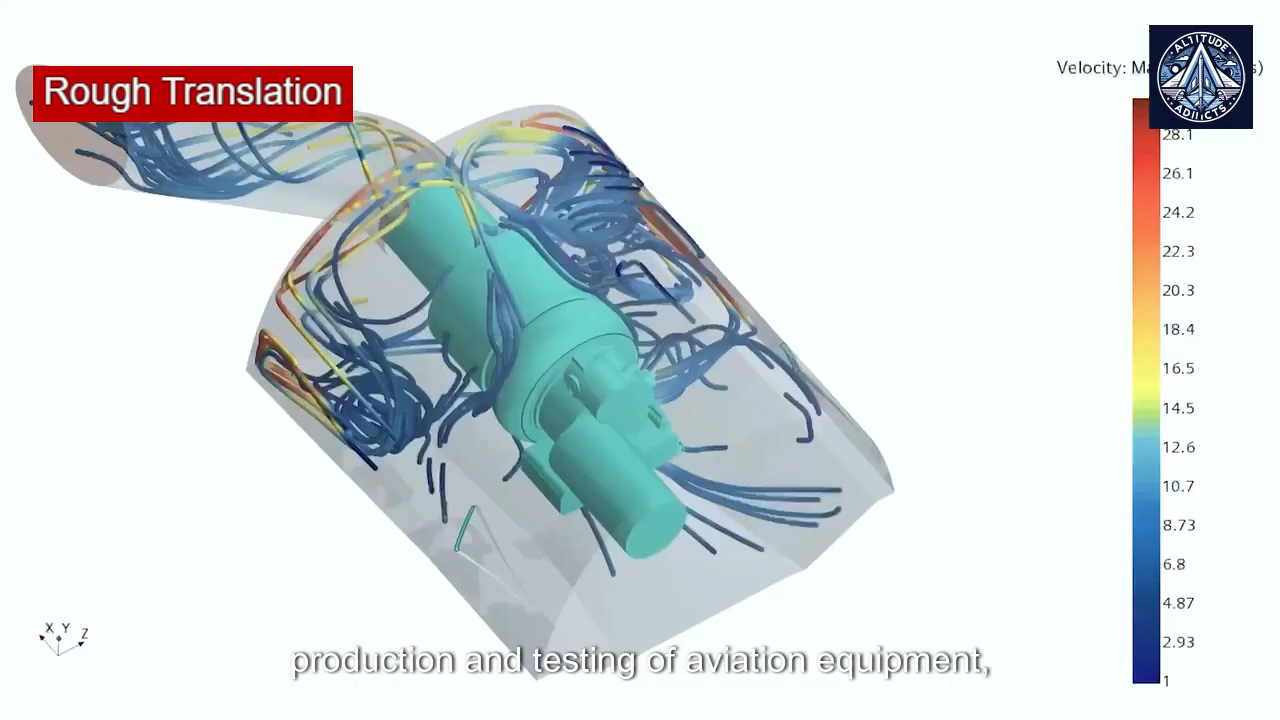 Rough Translation
ALTITUDE
ADIICTS
Velocity: M
28.1
26.1
24.2
22.3
20.3
18.4
16.5
14.5
12.6
10.7
8.73
6.8
4.87
2.93
1
X Y Z
production and testing of aviation equipment,